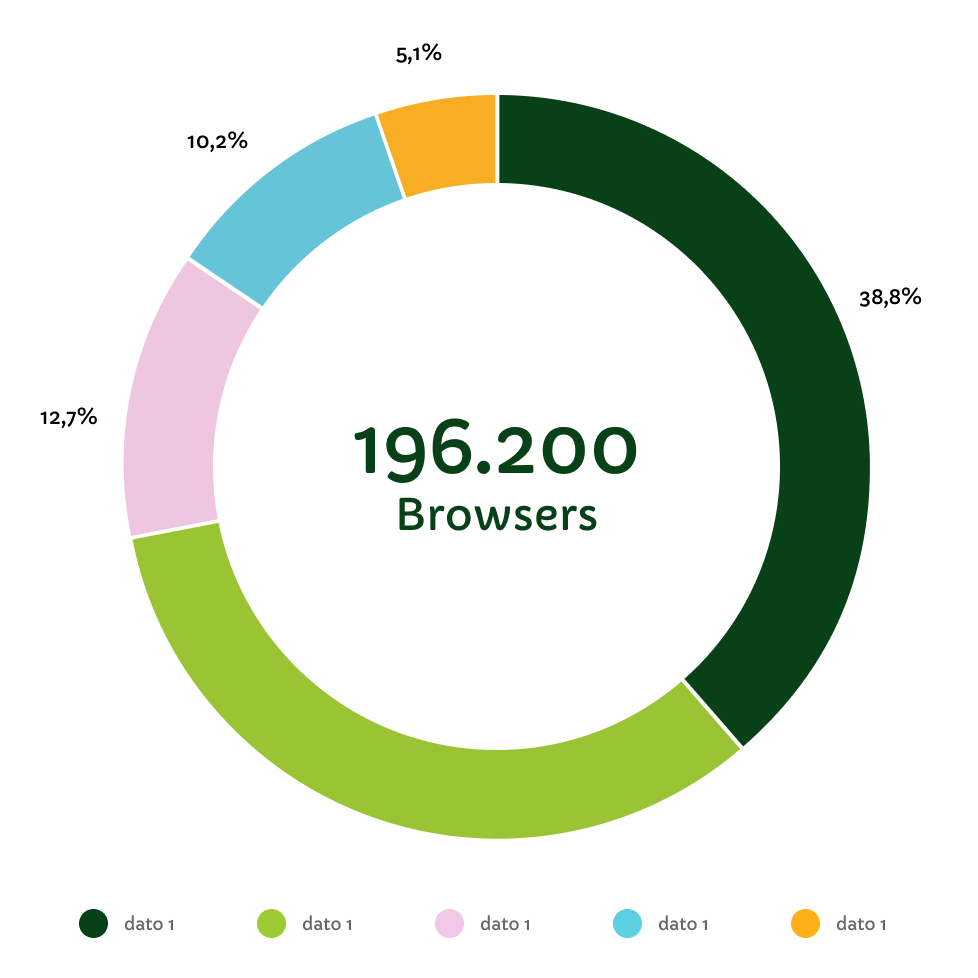 5,1%
10,2%
38,8%
12,7%
196.200
Browsers
dato 1 dato 1 dato 1 dato 1 dato 1